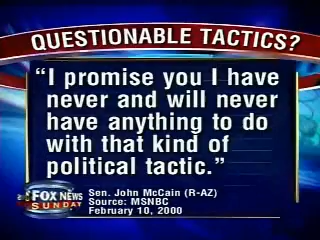 QUESTIONABLE TACTICS?
“I promise you I have
never and will never
have anything to do
with that kind of
political tactic.”
Sen. John McCain (R-AZ)
Source: MSNBC
February 10, 2000
FOX NEWS
SUNDAY